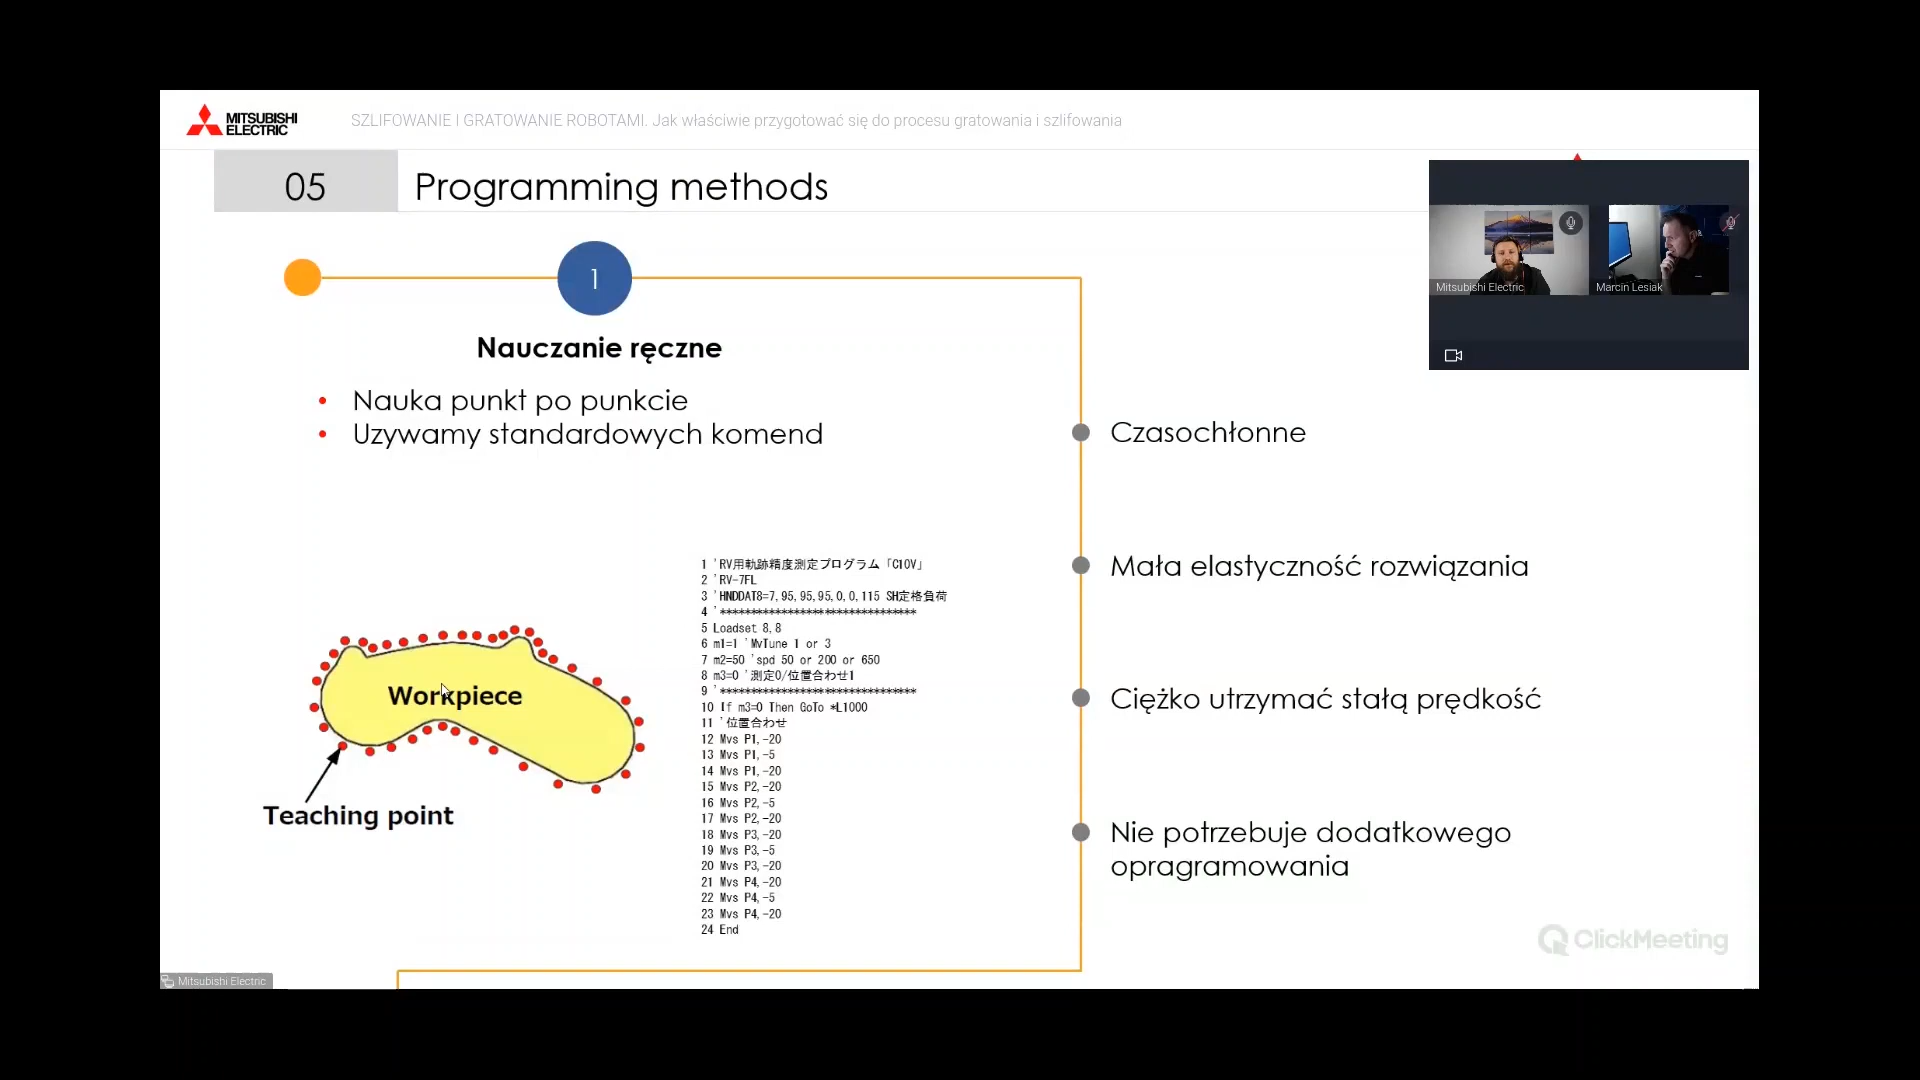 MITSUBISHI
ELECTRIC
SZLIFOWANIE I GRATOWANIE ROBOTAMI. Jak właściwie przygotować się do procesu gratowania i szlifowania
05
Programming methods
Mitsubishi Electric
Marcin Lesiak
1
Nauczanie ręczne
• Nauka punkt po punkcie
• Uzywamy standardowych komend
Czasochłonne
Mała elastyczność rozwiązania
Ciężko utrzymać stałą prędkość
Nie potrzebuje dodatkowego
opragramowania
Workpiece
Teaching point
1 'RV用軌跡精度測定プログラム「C10V」
2 'RV-7FL
3 'HNDDAT8=7,95,95,95,0,0,115 SH定格負荷
4 '********************************
5 Loadset 8,8
6 m1=1 'MvTune 1 or 3
7 m2=50 'spd 50 or 200 or 650
8 m3=0 '測定0/位置合わせ1
9 '********************************
10 If m3=0 Then GoTo *L1000
11 '位置合わせ
12 Mvs P1,-20
13 Mvs P1,-5
14 Mvs P1,-20
15 Mvs P2,-20
16 Mvs P2,-5
17 Mvs P2,-20
18 Mvs P3,-20
19 Mvs P3,-5
20 Mvs P3,-20
21 Mvs P4,-20
22 Mvs P4,-5
23 Mvs P4,-20
24 End
ClickMeeting
Mitsubishi Electric